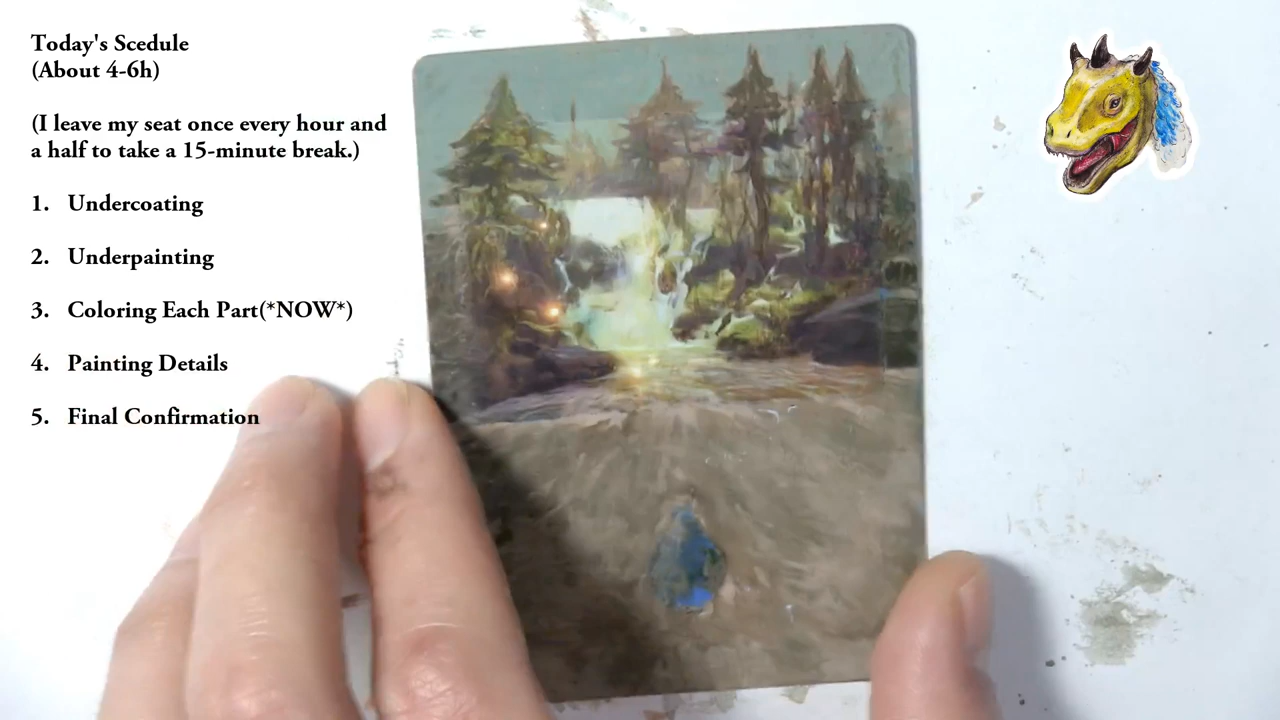 Today's Scedule
(About 4-6h)
(I leave my seat once every hour and
a half to take a 15-minute break.)
1. Undercoating
2. Underpainting
3. Coloring Each Part(*NOW*)
4. Painting Details
5. Final Confirmation